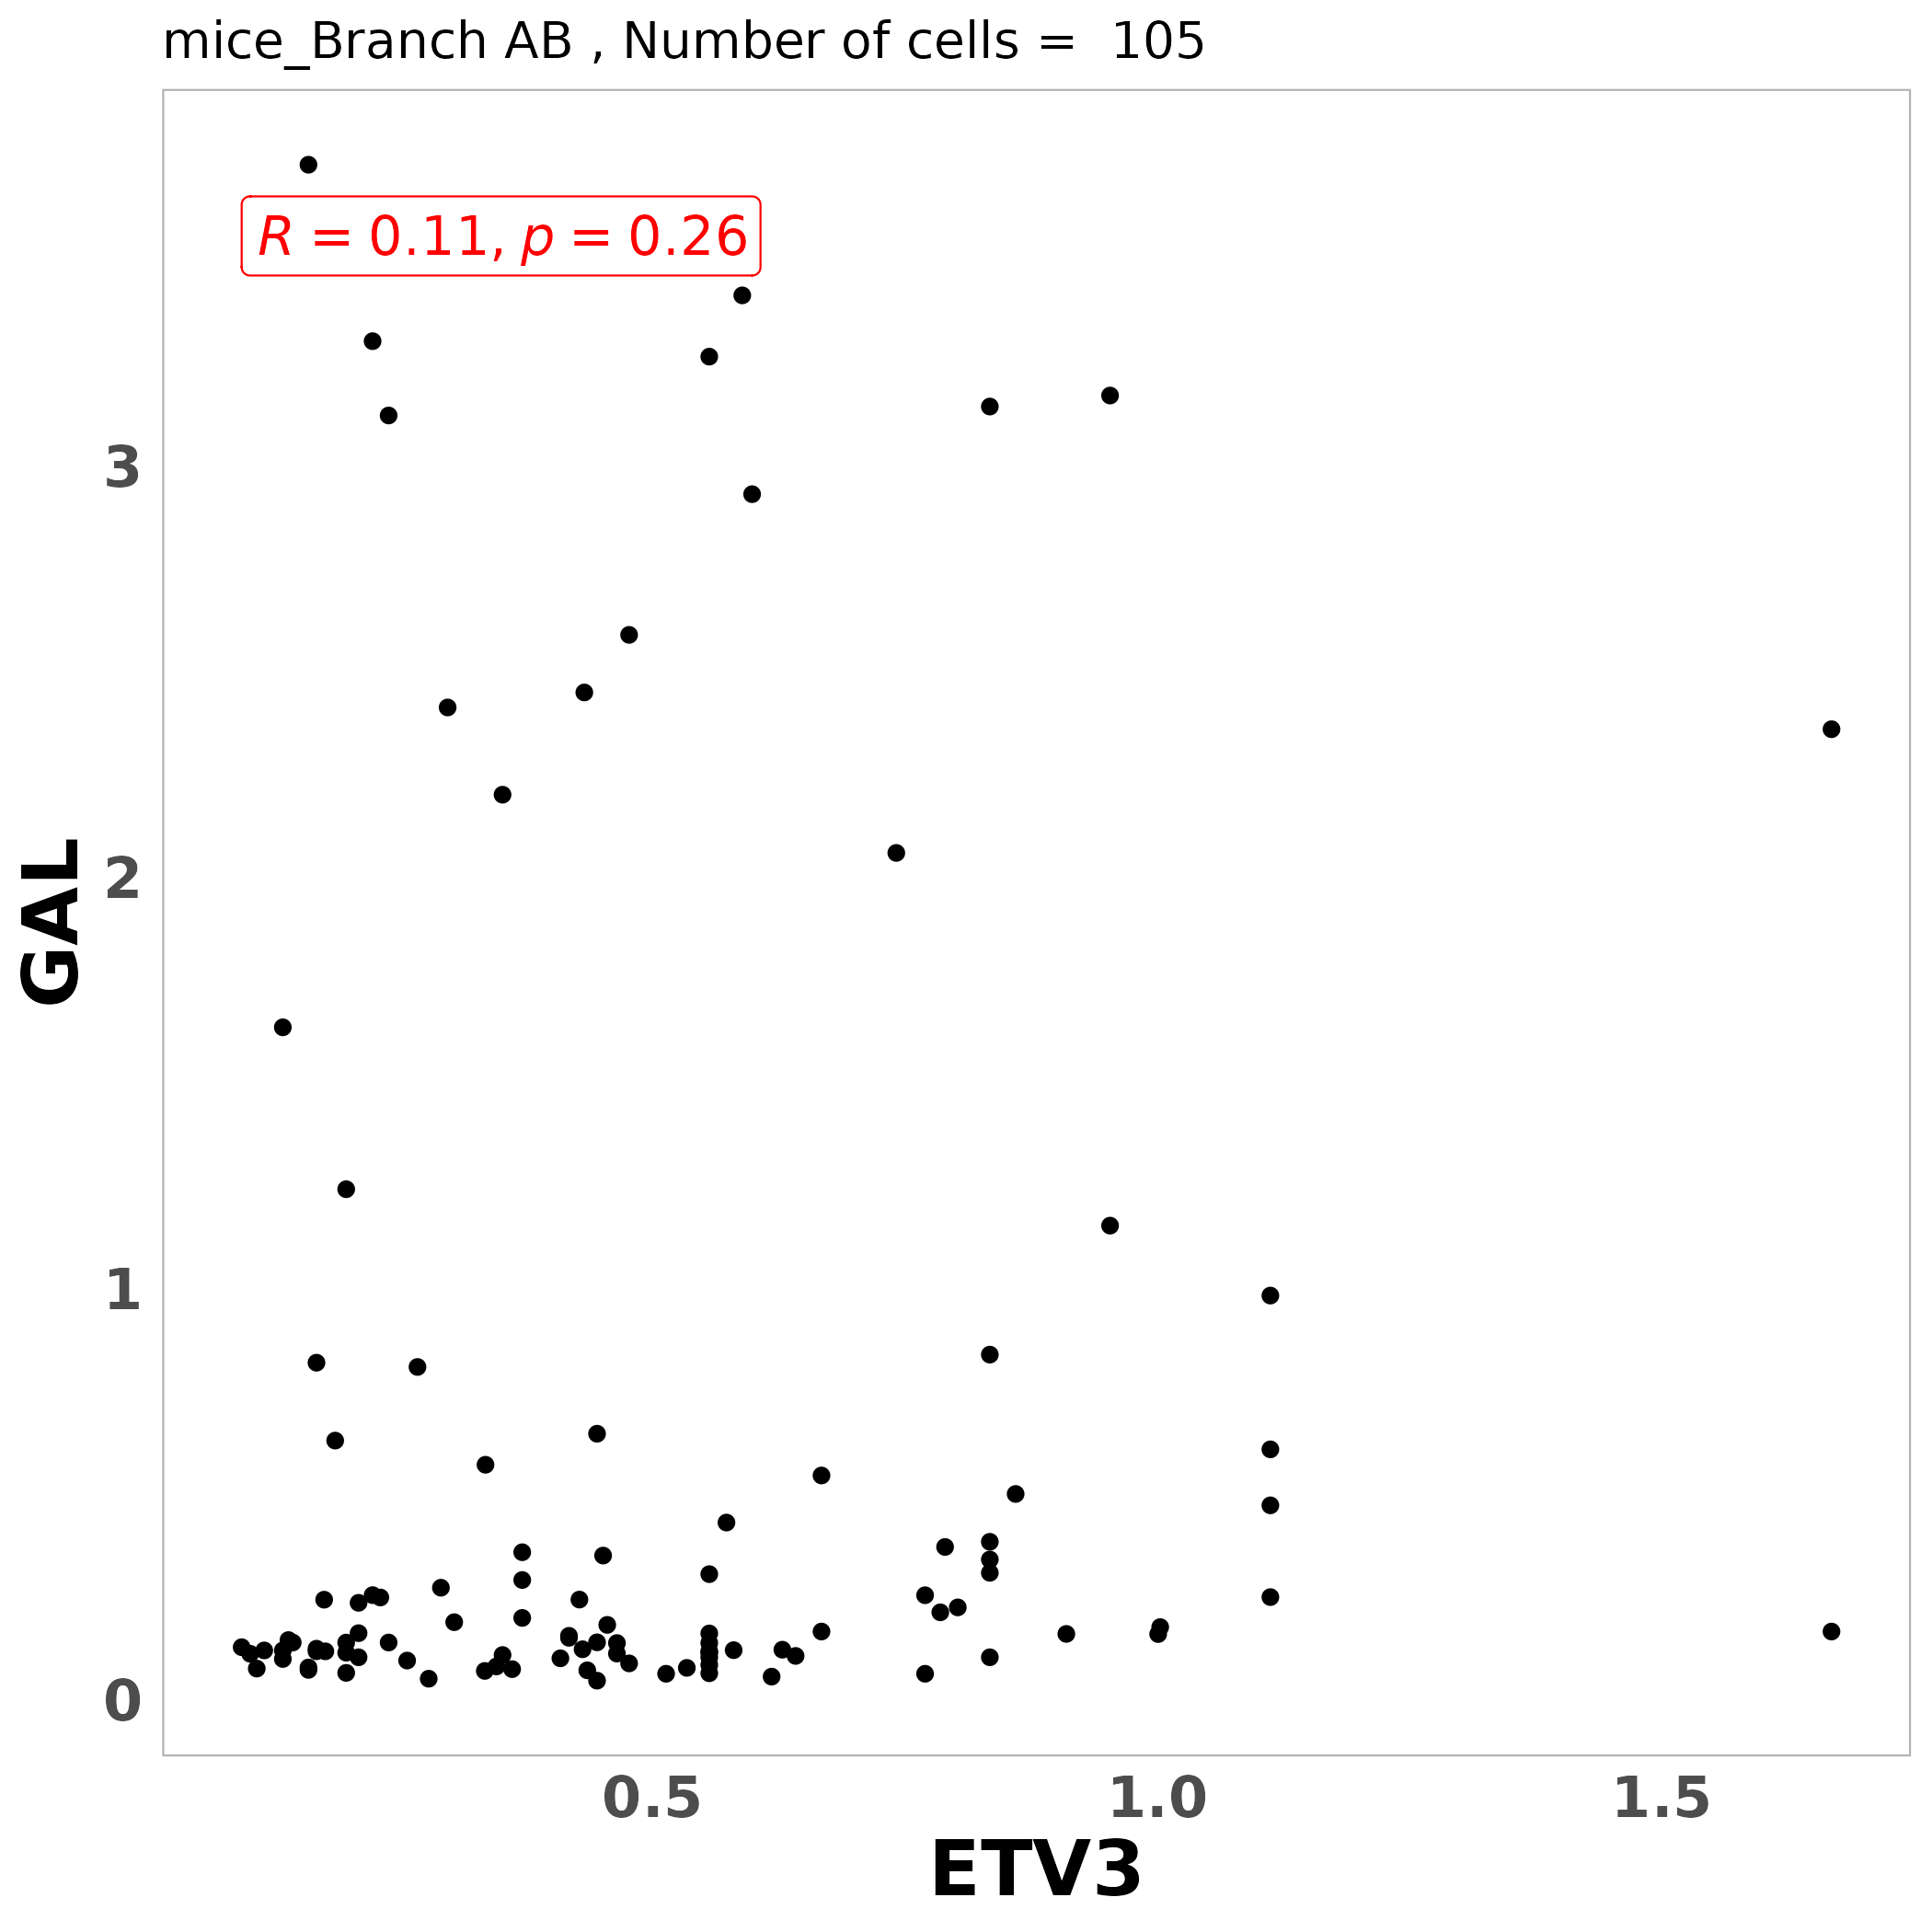 mice_Branch AB , Number of cells =  105
R = 0.11, p = 0.26
GAL
3
2
1
0
0.5 1.0 1.5
ETV3